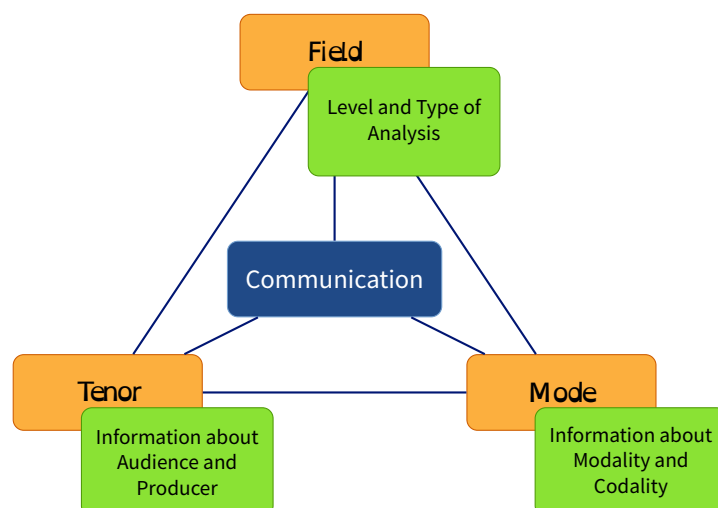 Field
Level and Type of
Analysis
Communication
Tenor
Information about
Audience and
Producer
Mode
Information about
Modality and
Codality